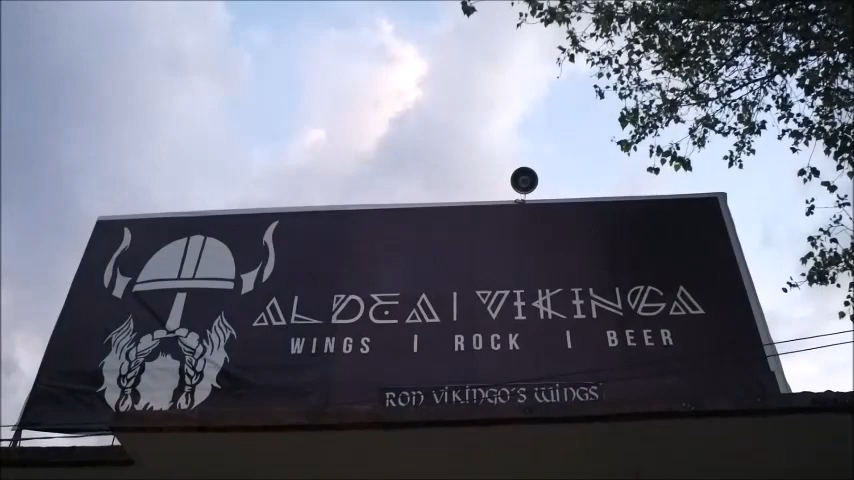 ALDEA | VIKINGA
WINGS | ROCK | BEER
RON VIKINGO'S WINGS